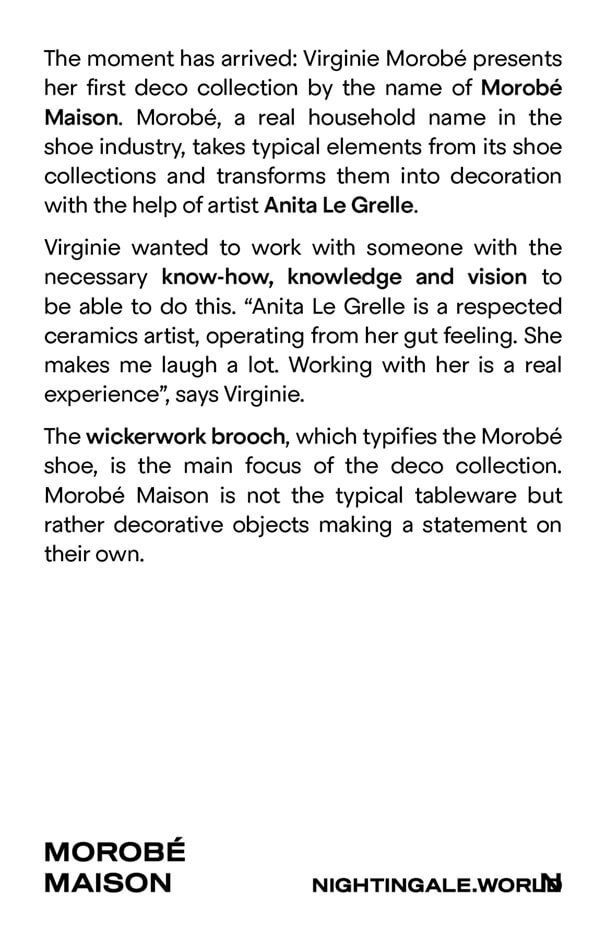 The moment has arrived: Virginie Morobé presents
her first deco collection by the name of Morobé
Maison. Morobé, a real household name in the
shoe industry, takes typical elements from its shoe
collections and transforms them into decoration
with the help of artist Anita Le Grelle.
Virginie wanted to work with someone with the
necessary know-how, knowledge and vision to
be able to do this. “Anita Le Grelle is a respected
ceramics artist, operating from her gut feeling. She
makes me laugh a lot. Working with her is a real
experience”, says Virginie.
The wickerwork brooch, which typifies the Morobé
shoe, is the main focus of the deco collection.
Morobé Maison is not the typical tableware but
rather decorative objects making a statement on
their own.
MOROBÉ
MAISON
NIGHTINGALE.WORLD
N